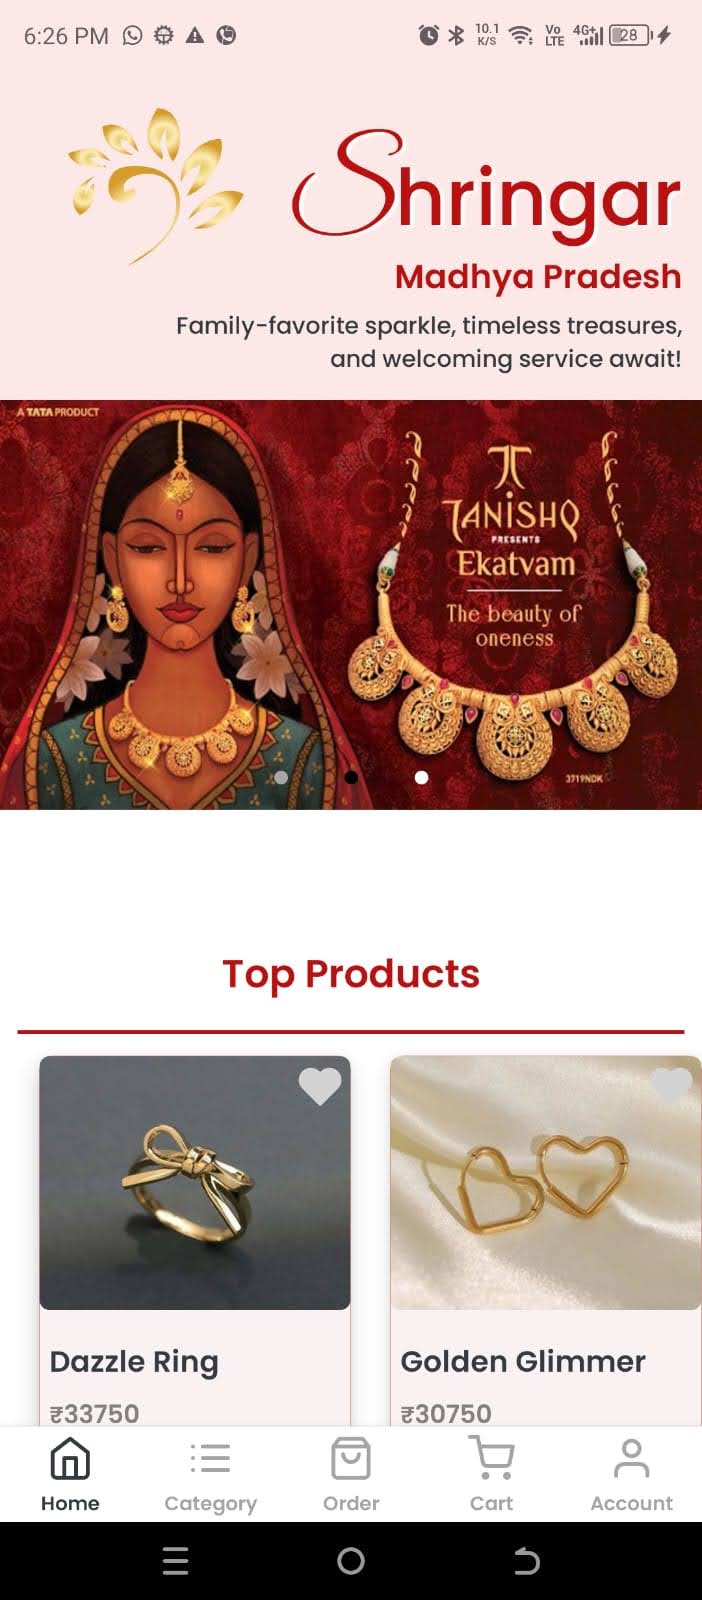 6:26 PM
10.1 K/S
Vo LTE
4G+
28
Shringar
Madhya Pradesh
Family-favorite sparkle, timeless treasures,
and welcoming service await!
A TATA PRODUCT
TANISHQ
PRESENTS
Ekatvam
The beauty of
oneness
3719NDK
Top Products
Dazzle Ring
Golden Glimmer
₹33750
₹30750
Home
Category
Order
Cart
Account